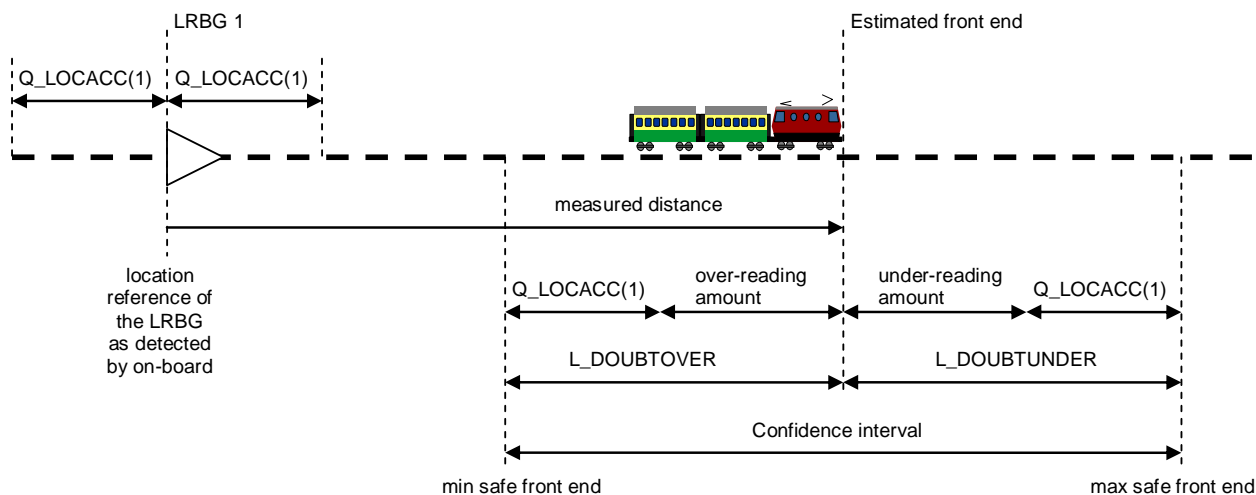 LRBG 1
Estimated front end
Q_LOCACC(1)
Q_LOCACC(1)
measured distance
location
reference of
the LRBG
as detected
by on-board
Q_LOCACC(1)
over-reading
amount
under-reading
amount
Q_LOCACC(1)
L_DOUBTOVER
L_DOUBTUNDER
Confidence interval
min safe front end
max safe front end